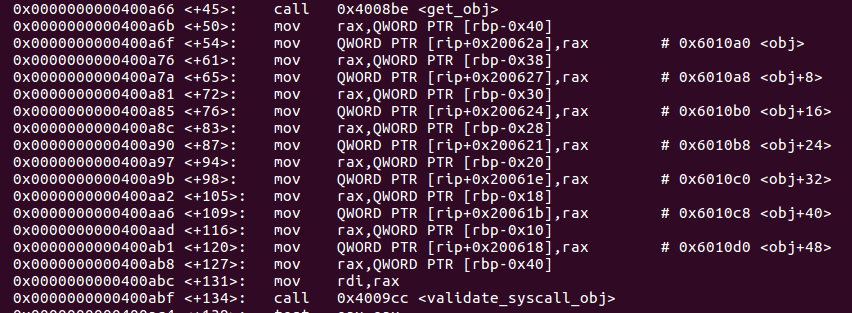 0x0000000000400a66 <+45>: call 0x4008be <get_obj>
0x0000000000400a6b <+50>: mov rax,QWORD PTR [rbp-0x40]
0x0000000000400a6f <+54>: mov QWORD PTR [rip+0x20062a],rax # 0x6010a0 <obj>
0x0000000000400a76 <+61>: mov rax,QWORD PTR [rbp-0x38]
0x0000000000400a7a <+65>: mov QWORD PTR [rip+0x200627],rax # 0x6010a8 <obj+8>
0x0000000000400a81 <+72>: mov rax,QWORD PTR [rbp-0x30]
0x0000000000400a85 <+76>: mov QWORD PTR [rip+0x200624],rax # 0x6010b0 <obj+16>
0x0000000000400a8c <+83>: mov rax,QWORD PTR [rbp-0x28]
0x0000000000400a90 <+87>: mov QWORD PTR [rip+0x200621],rax # 0x6010b8 <obj+24>
0x0000000000400a97 <+94>: mov rax,QWORD PTR [rbp-0x20]
0x0000000000400a9b <+98>: mov QWORD PTR [rip+0x20061e],rax # 0x6010c0 <obj+32>
0x0000000000400aa2 <+105>: mov rax,QWORD PTR [rbp-0x18]
0x0000000000400aa6 <+109>: mov QWORD PTR [rip+0x20061b],rax # 0x6010c8 <obj+40>
0x0000000000400aad <+116>: mov rax,QWORD PTR [rbp-0x10]
0x0000000000400ab1 <+120>: mov QWORD PTR [rip+0x200618],rax # 0x6010d0 <obj+48>
0x0000000000400ab8 <+127>: mov rax,QWORD PTR [rbp-0x40]
0x0000000000400abc <+131>: mov rdi,rax
0x0000000000400abf <+134>: call 0x4009cc <validate_syscall_obj>